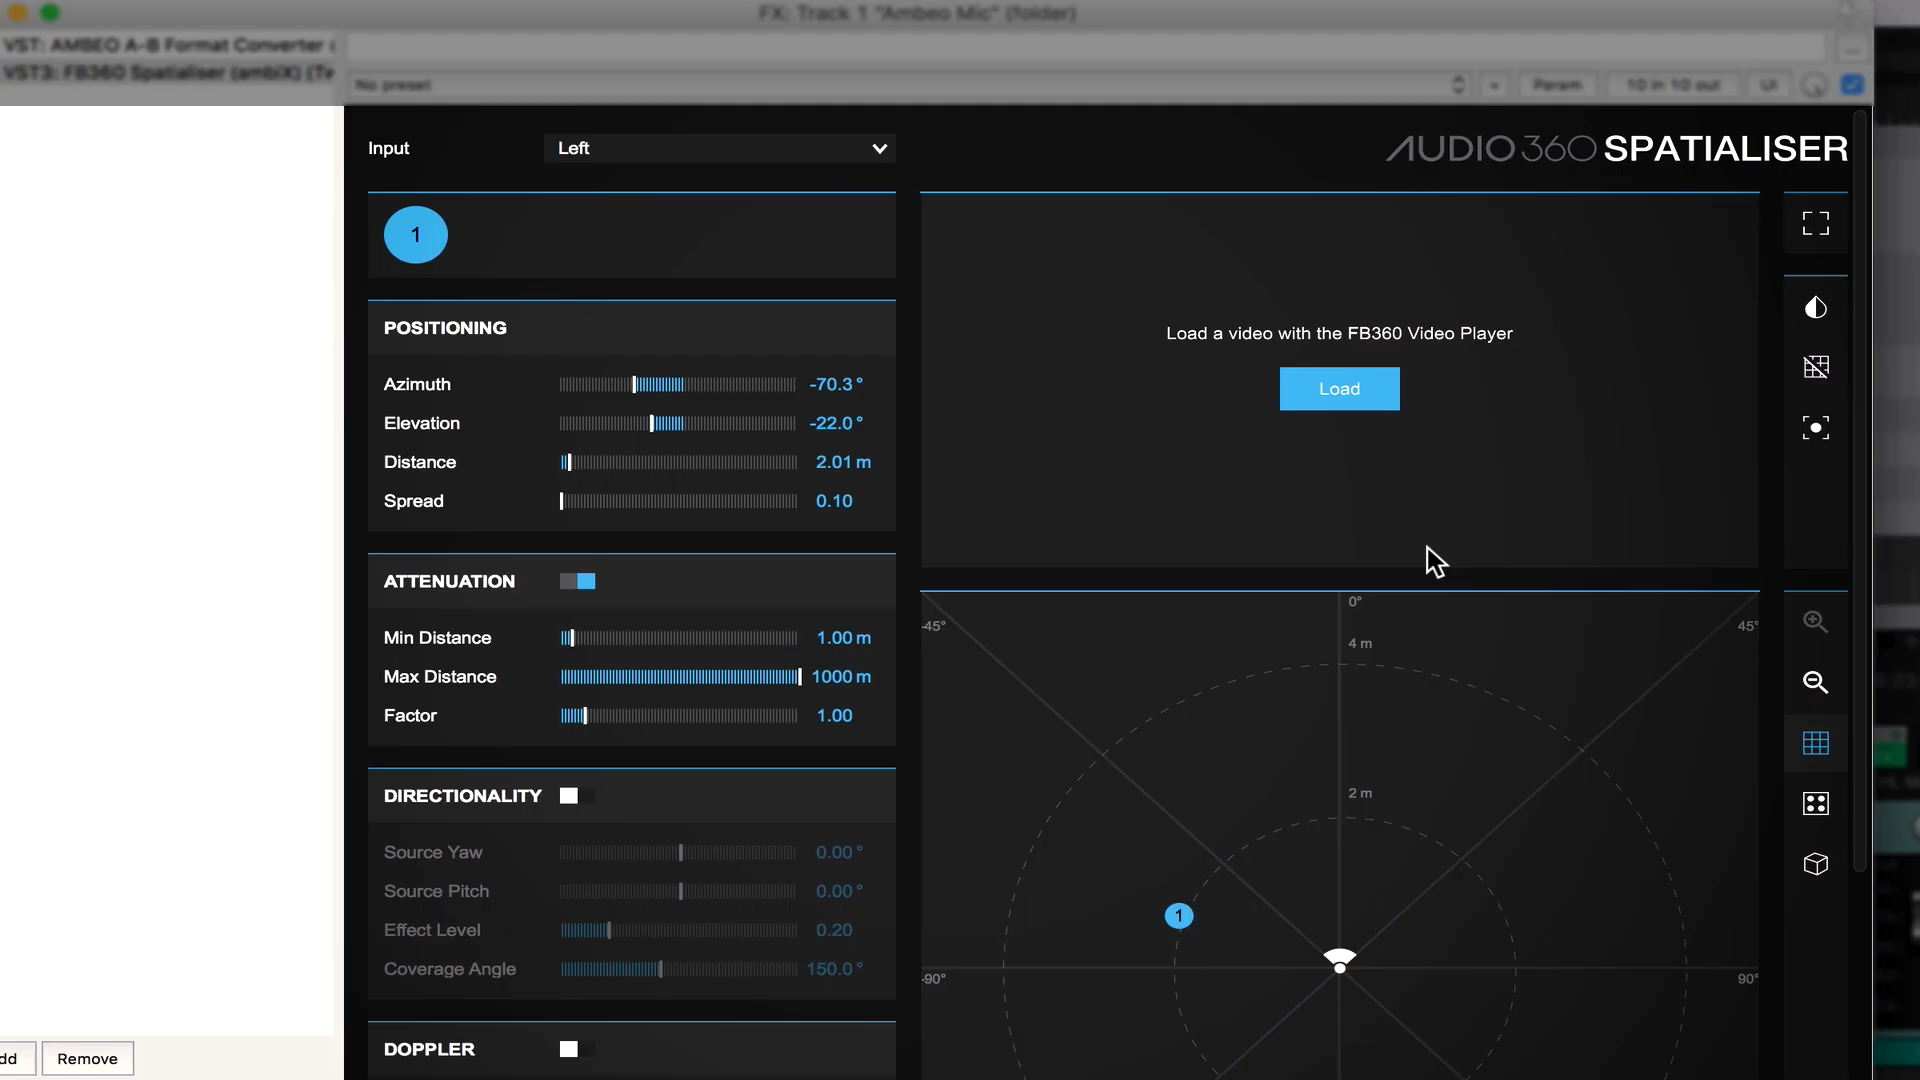 FX: Track 1 "Ambeo Mic" (folder)
VST: AMBEO A-B Format Converter
VST3: FB360 Spatialiser (ambiX)
No preset
Param
10 in 10 out
UI
Input
Left
AUDIO360 SPATIALISER
1
POSITIONING
Azimuth
-70.3°
Elevation
-22.0°
Distance
2.01 m
Spread
0.10
ATTENUATION
Min Distance
1.00 m
Max Distance
1000 m
Factor
1.00
DIRECTIONALITY
Source Yaw
0.00°
Source Pitch
0.00°
Effect Level
0.20
Coverage Angle
150.0°
DOPPLER
Load a video with the FB360 Video Player
Load
0°
-45°
45°
4 m
2 m
1
-90°
90°
dd
Remove